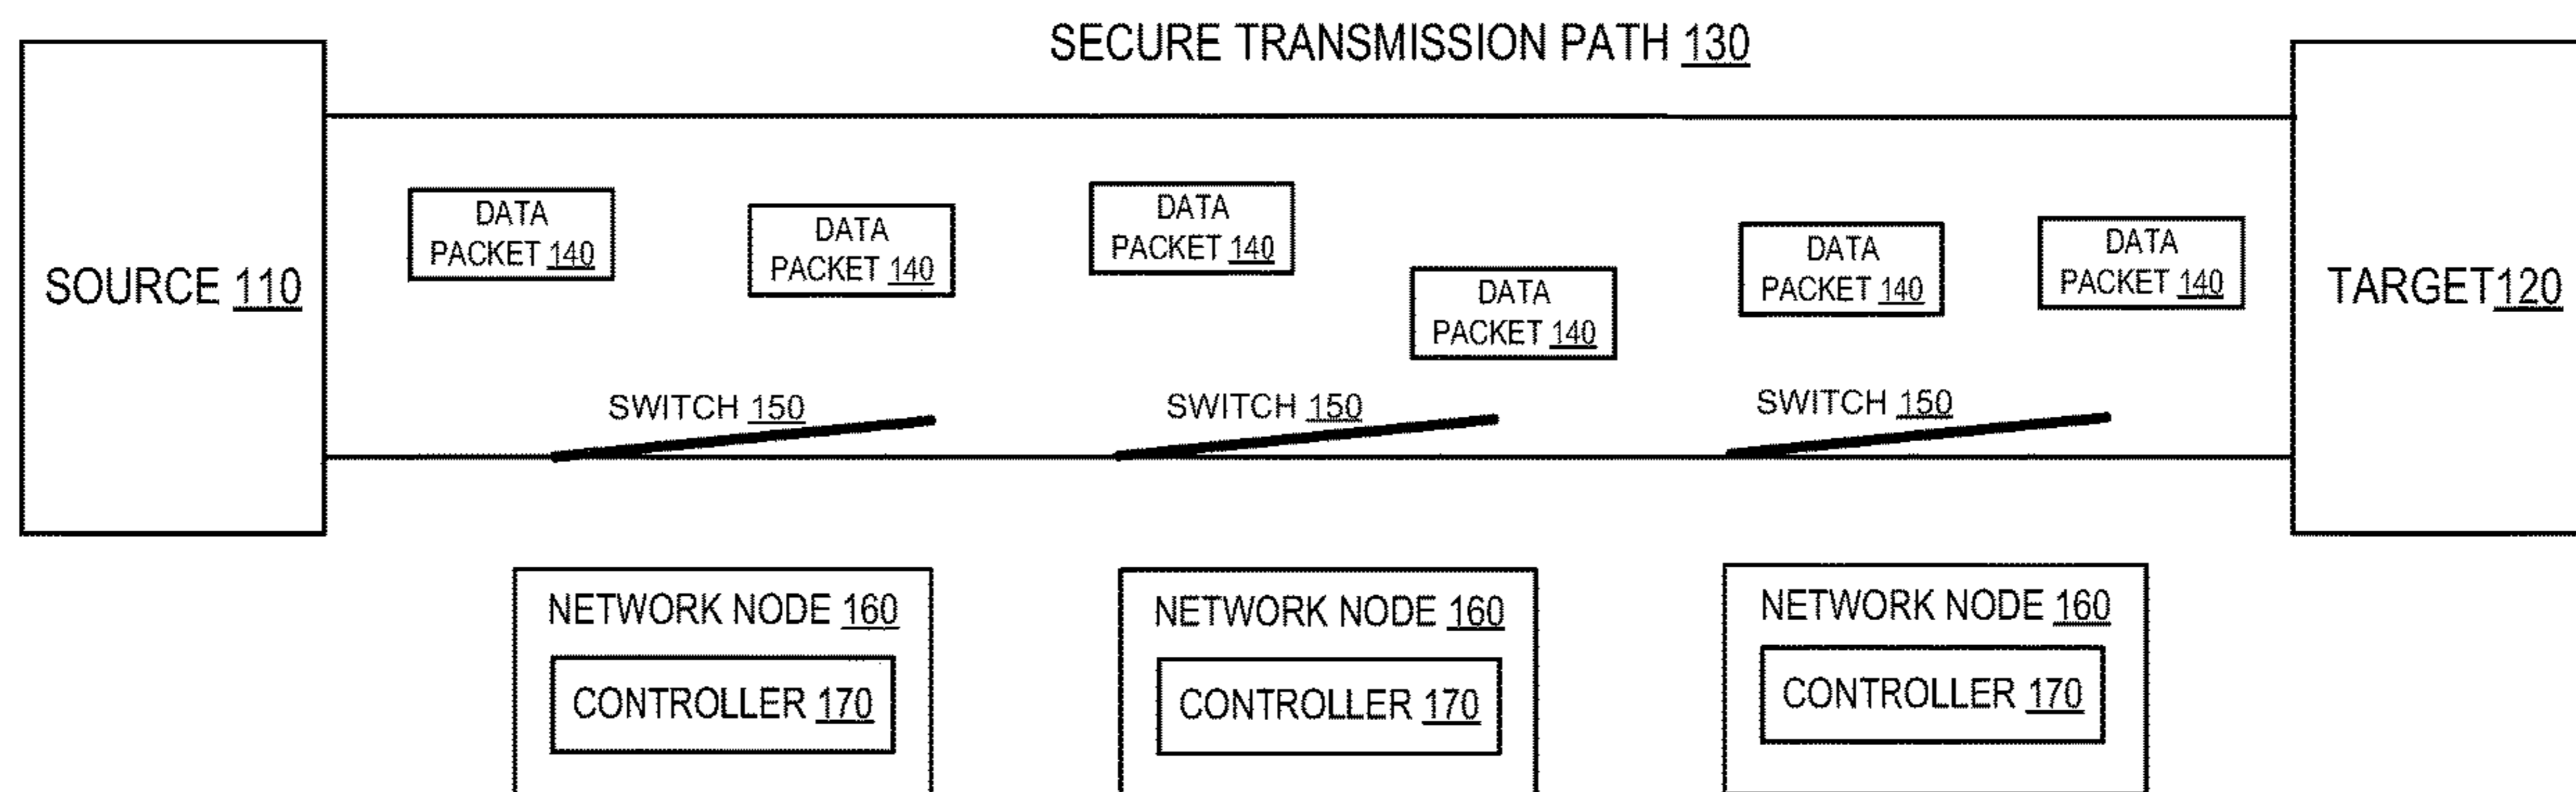 SECURE TRANSMISSION PATH 130
SOURCE 110
DATA
PACKET 140
DATA
PACKET 140
DATA
PACKET 140
DATA
PACKET 140
DATA
PACKET 140
DATA
PACKET 140
TARGET120
SWITCH 150
SWITCH 150
SWITCH 150
NETWORK NODE 160
CONTROLLER 170
NETWORK NODE 160
CONTROLLER 170
NETWORK NODE 160
CONTROLLER 170